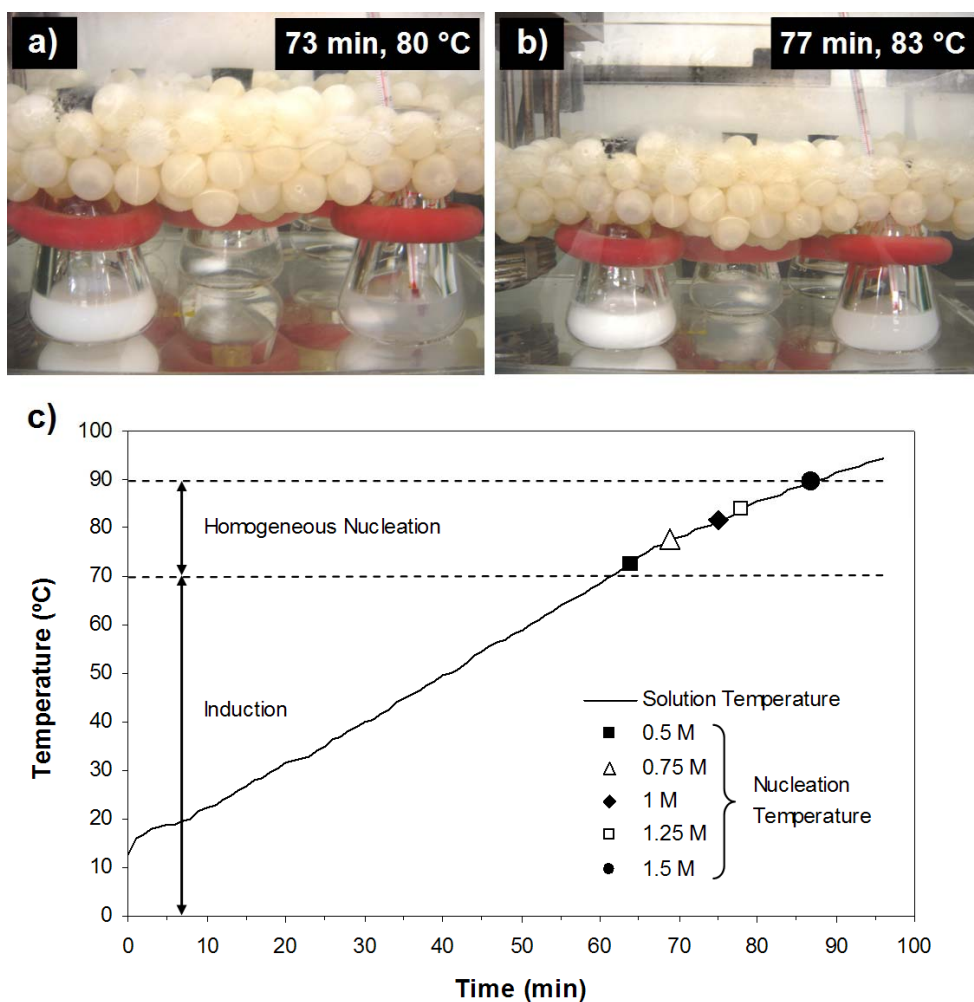 a)
73 min, 80 °C
b)
77 min, 83 °C
c)
100
90
80
70
60
50
40
30
20
10
0
Temperature (ºC)
Homogeneous Nucleation
Induction
Solution Temperature
0.5 M
0.75 M
1 M
1.25 M
1.5 M
Nucleation
Temperature
0 10 20 30 40 50 60 70 80 90 100
Time (min)